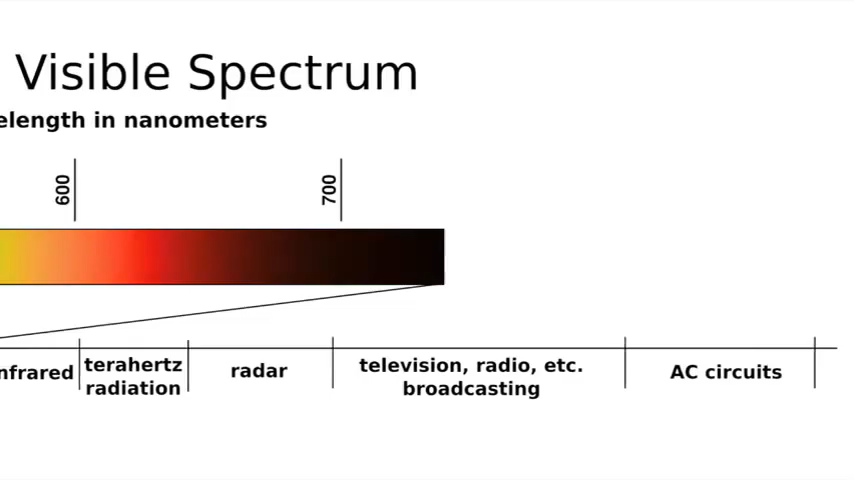 Visible Spectrum
elength in nanometers
600
700
nfrared
terahertz
radiation
radar
television, radio, etc.
broadcasting
AC circuits